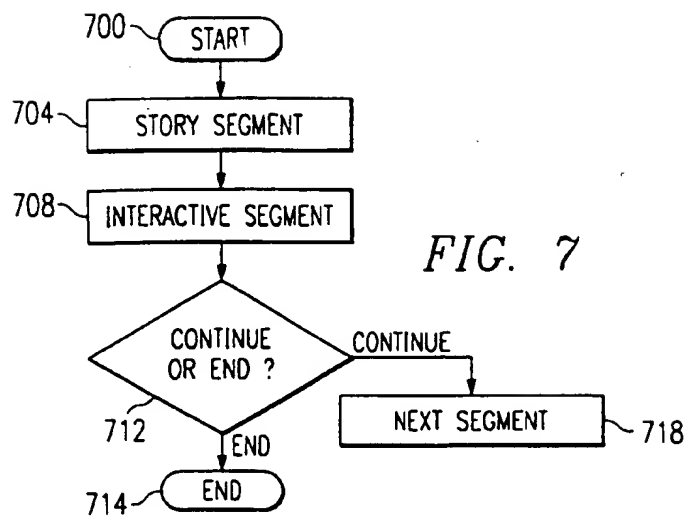 700
START
704
STORY SEGMENT
708
INTERACTIVE SEGMENT
FIG. 7
CONTINUE
OR END ?
CONTINUE
712
NEXT SEGMENT
718
END
714
END